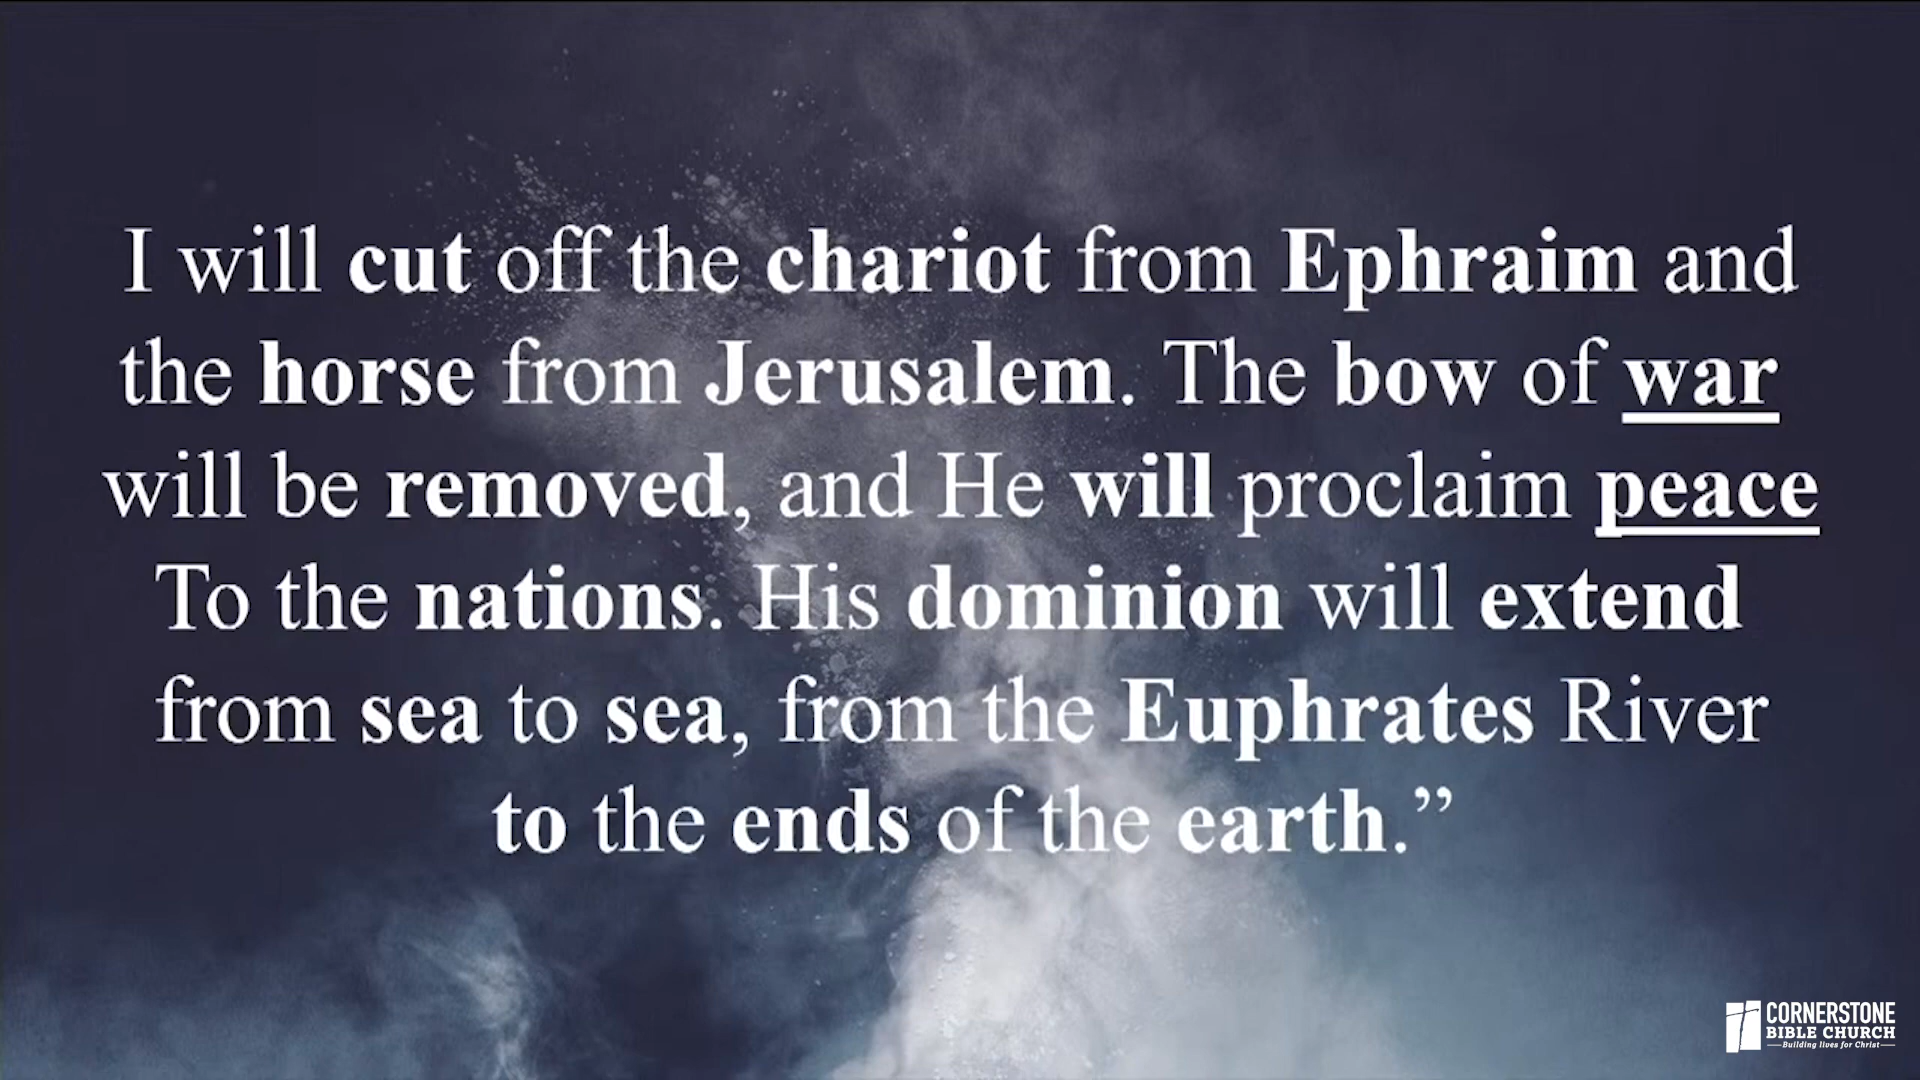 I will cut off the chariot from Ephraim and
the horse from Jerusalem. The bow of war
will be removed, and He will proclaim peace
To the nations. His dominion will extend
from sea to sea, from the Euphrates River
to the ends of the earth.”
CORNERSTONE
BIBLE CHURCH
Building lives for Christ